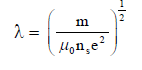 λ = (m / μ₀nₛe²)^(1/2)